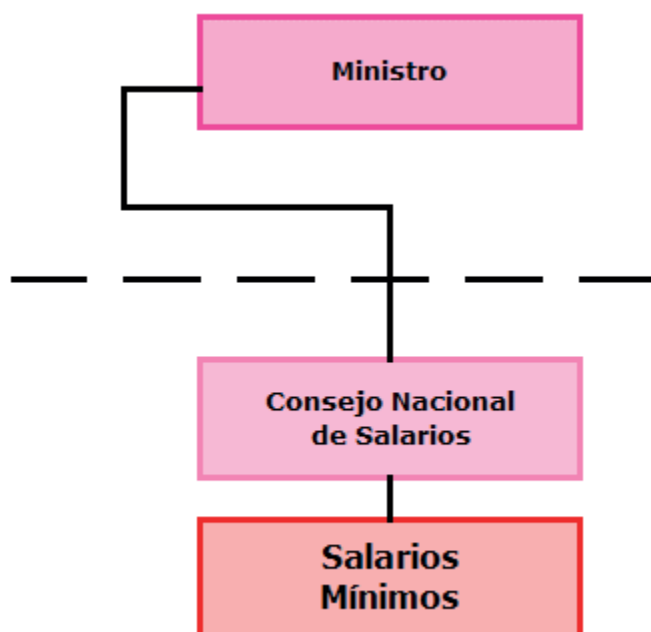 Ministro
Consejo Nacional
de Salarios
Salarios
Mínimos